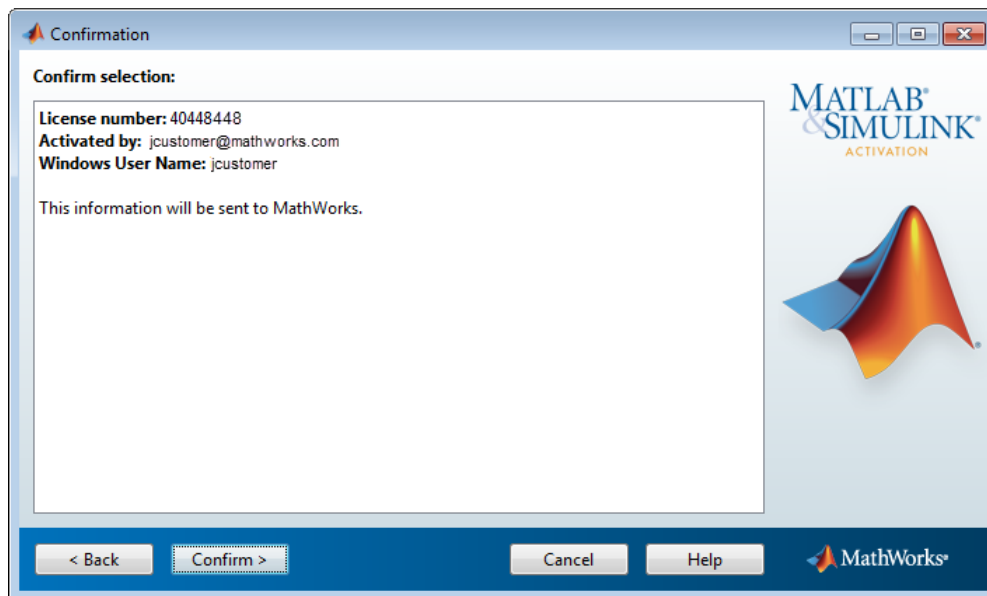 Confirmation
Confirm selection:
License number: 40448448
Activated by: jcustomer@mathworks.com
Windows User Name: jcustomer
This information will be sent to MathWorks.
MATLAB®
&SIMULINK®
ACTIVATION
®
< Back
Confirm >
Cancel
Help
MathWorks®